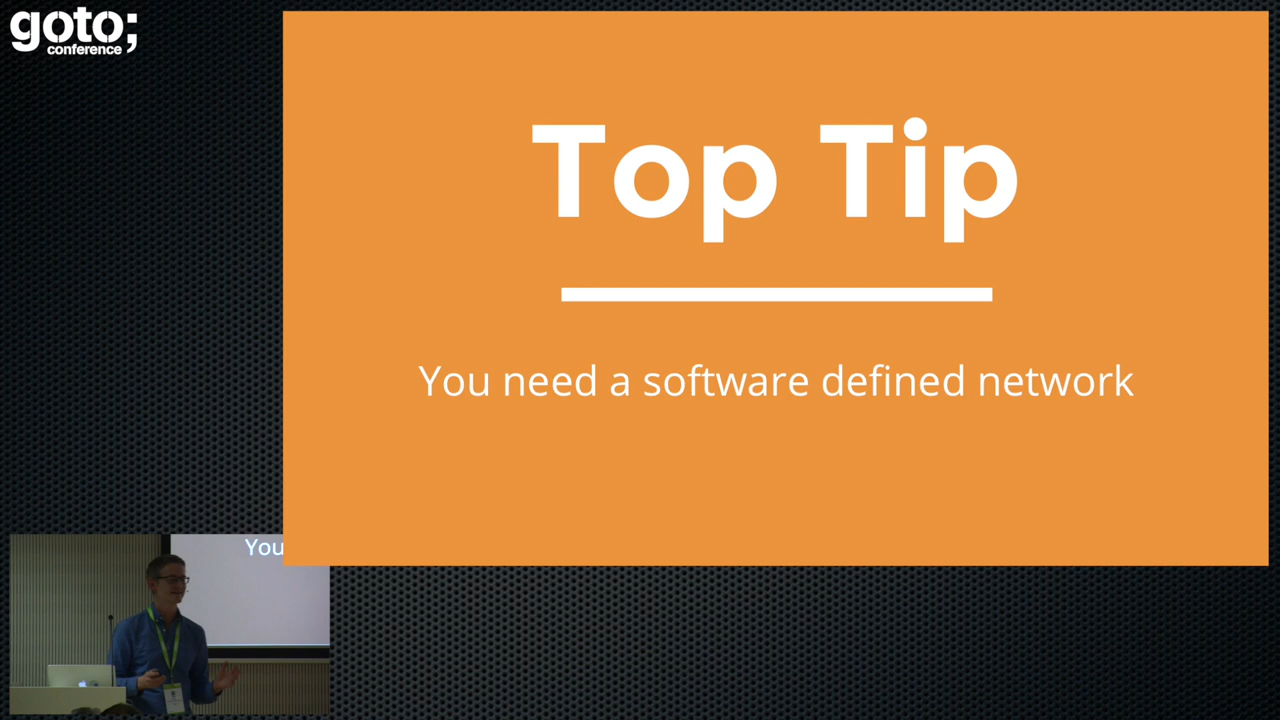 goto;
conference
Top Tip
You need a software defined network
You